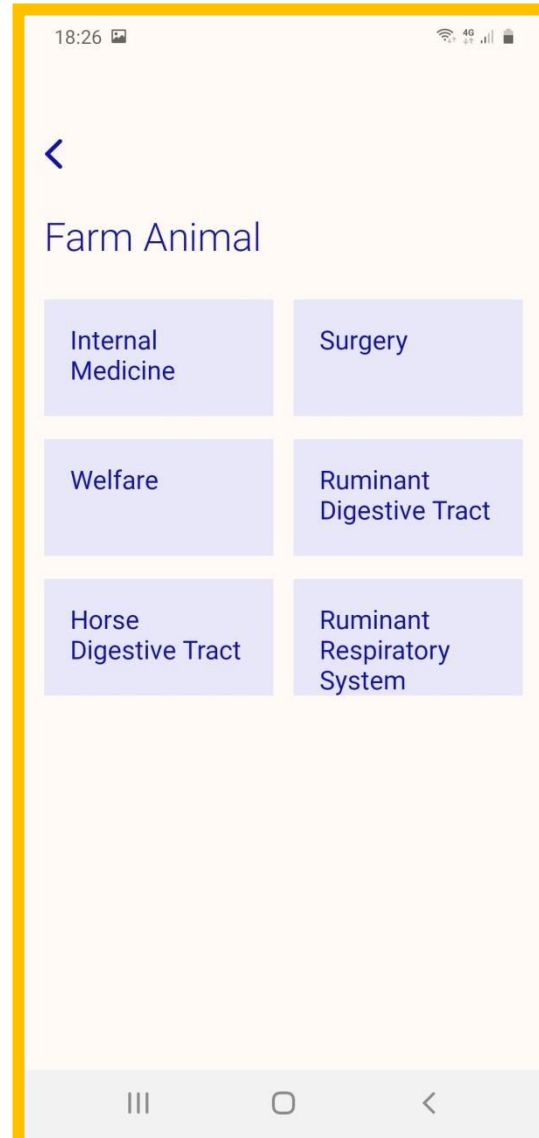 18:26
4G
Farm Animal
Internal
Medicine
Surgery
Welfare
Ruminant
Digestive Tract
Horse
Digestive Tract
Ruminant
Respiratory
System